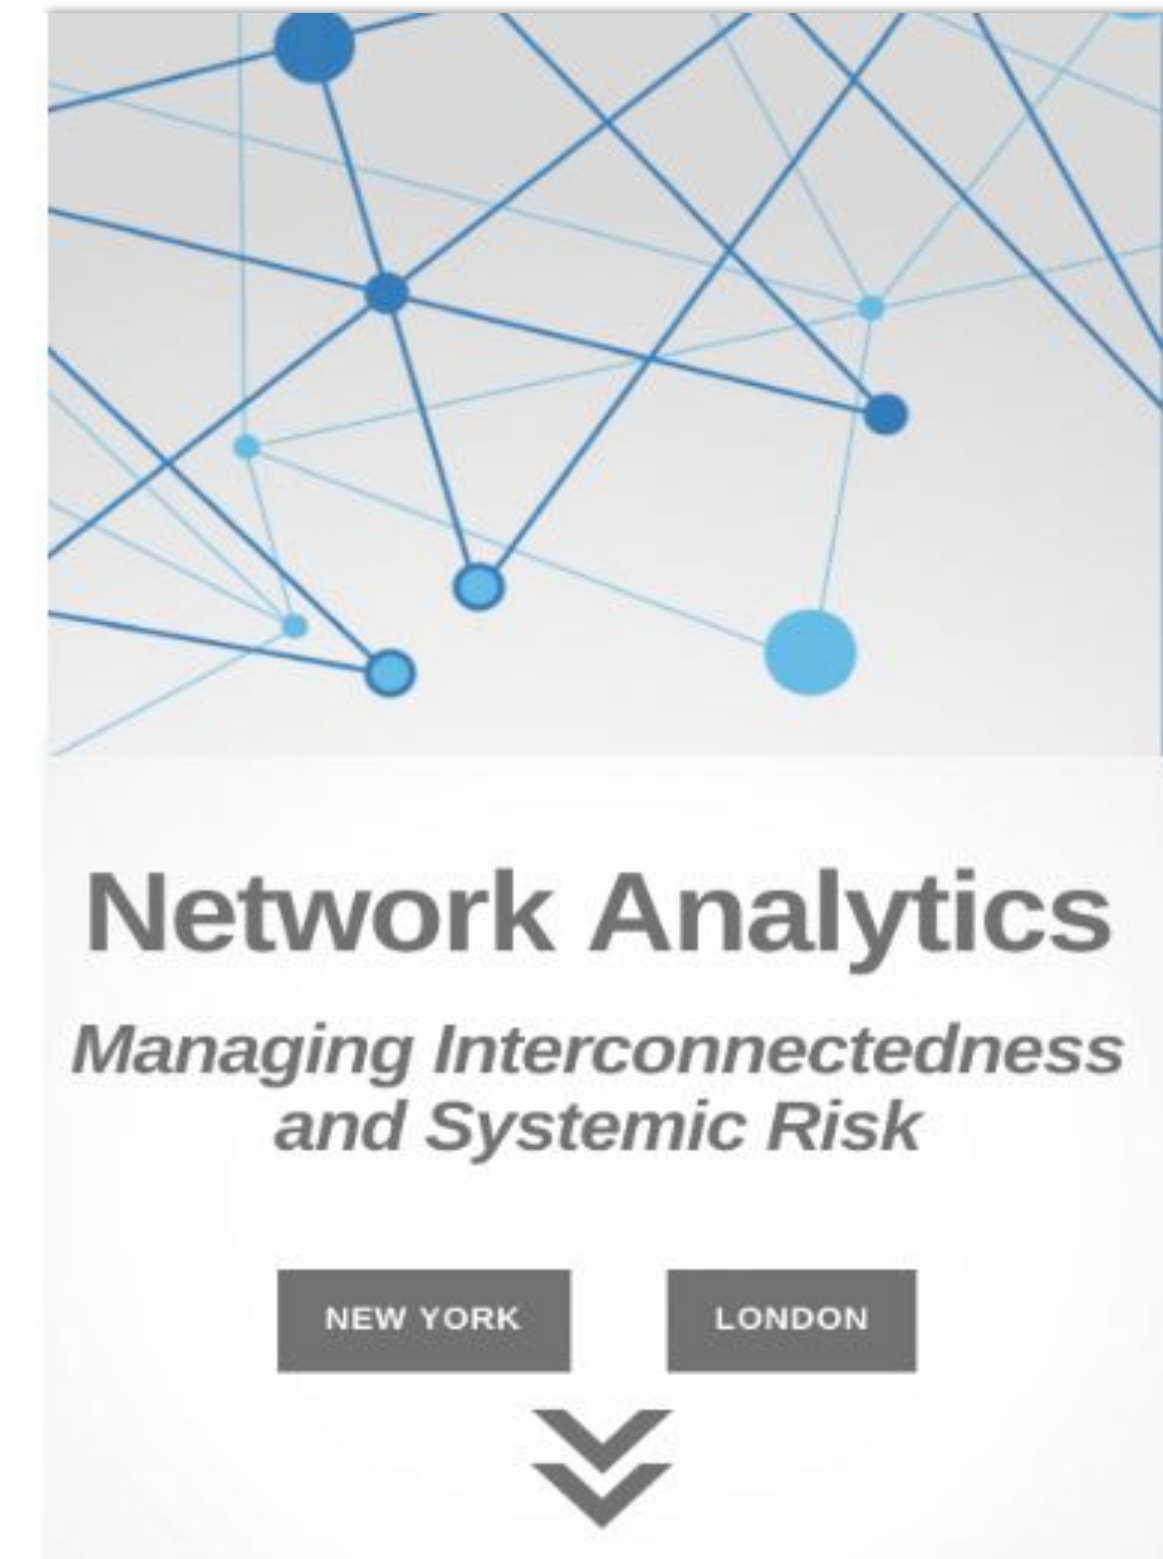 Network Analytics
Managing Interconnectedness
and Systemic Risk
NEW YORK
LONDON